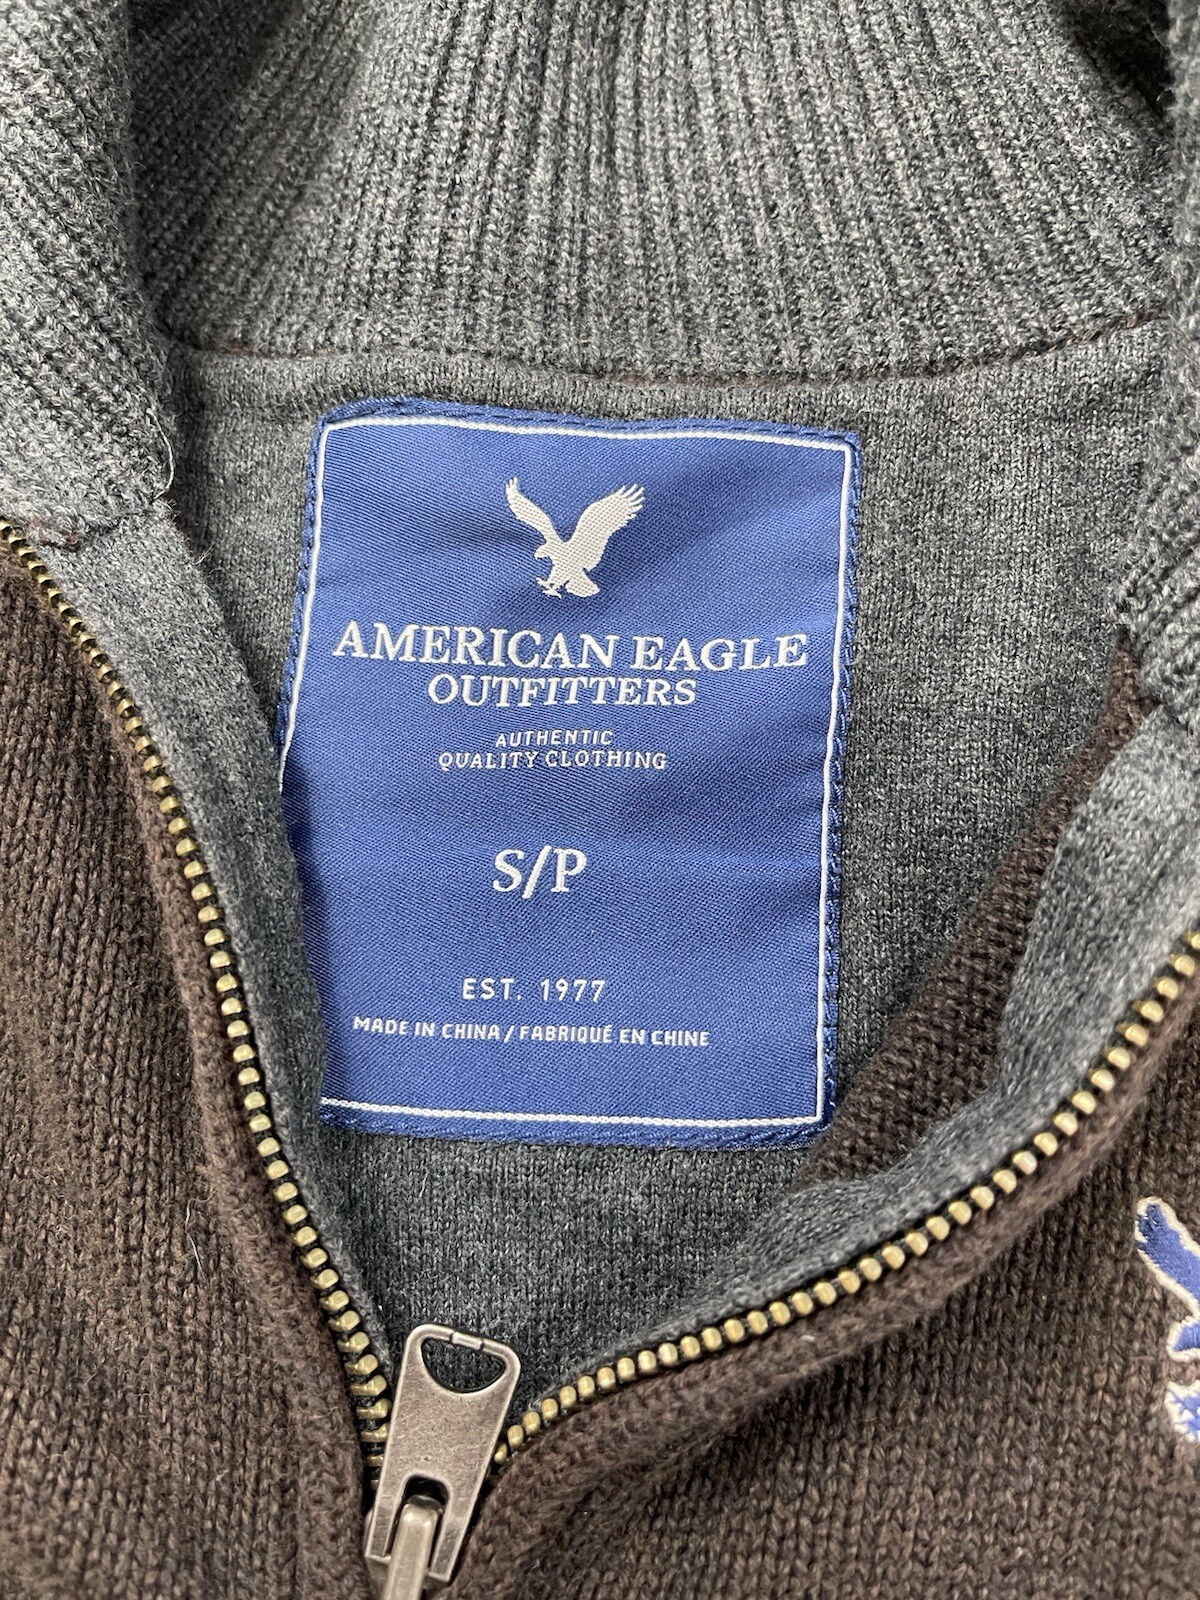 AMERICAN EAGLE
OUTFITTERS
AUTHENTIC
QUALITY CLOTHING
S/P
EST. 1977
MADE IN CHINA / FABRIQUÉ EN CHINE